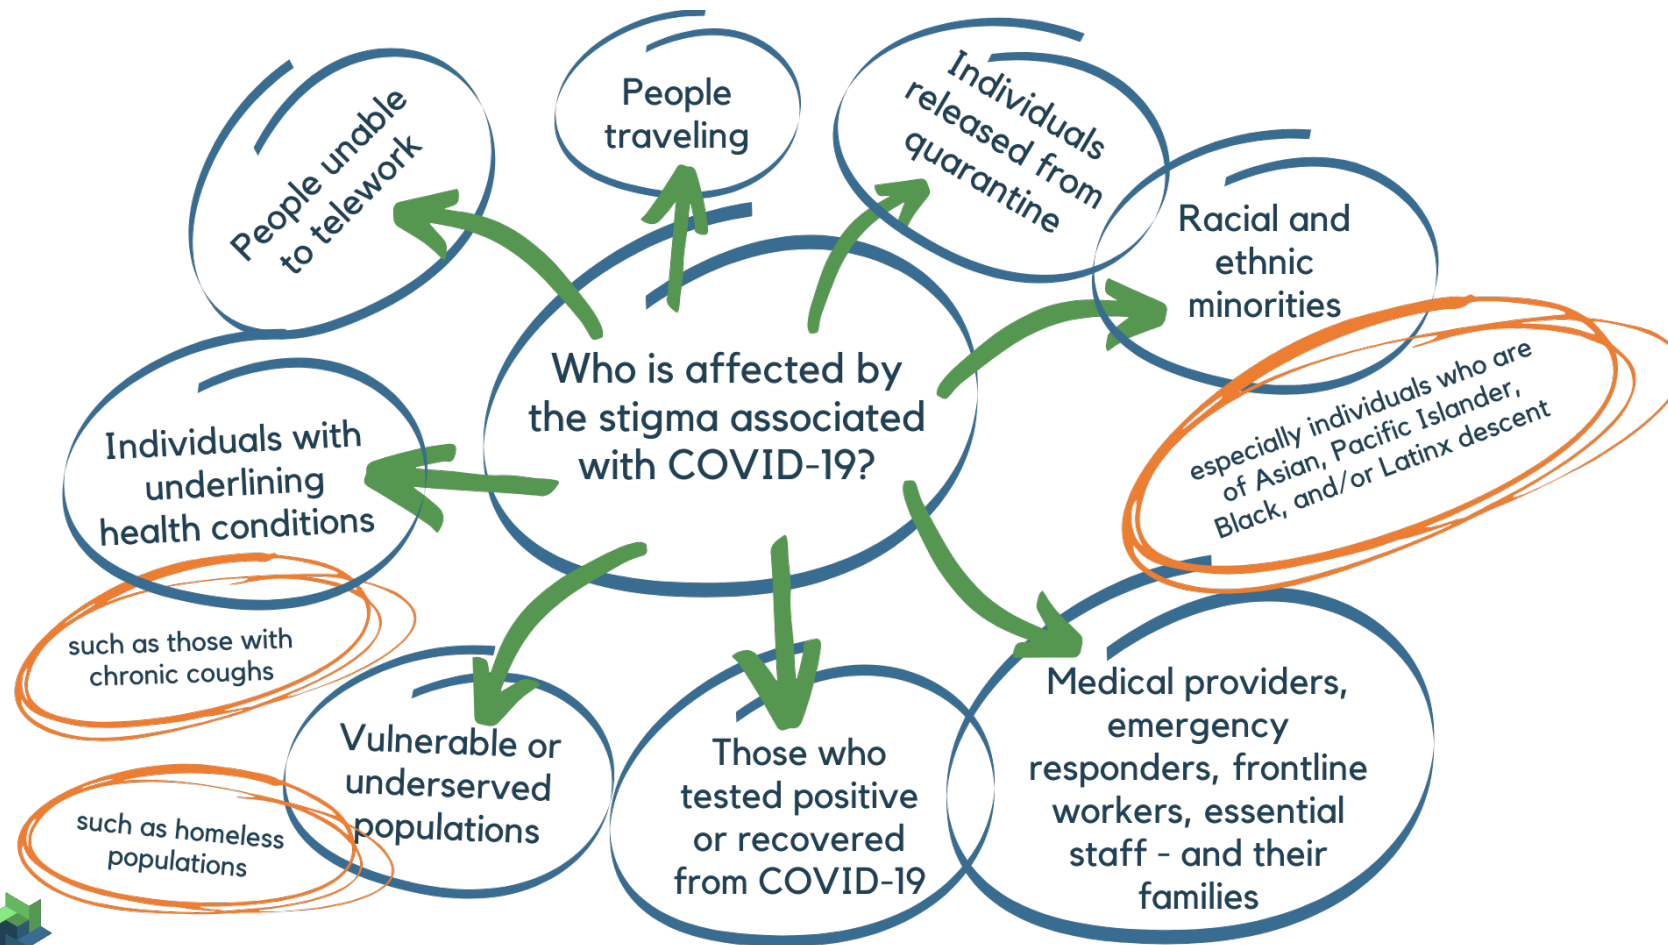 People unable
to telework
People
traveling
Individuals
released from
quarantine
Racial and
ethnic
minorities
especially individuals who are
of Asian, Pacific Islander,
Black, and/or Latinx descent
Who is affected by
the stigma associated
with COVID-19?
Individuals with
underlining
health conditions
such as those with
chronic coughs
Vulnerable or
underserved
populations
such as homeless
populations
Those who
tested positive
or recovered
from COVID-19
Medical providers,
emergency
responders, frontline
workers, essential
staff - and their
families